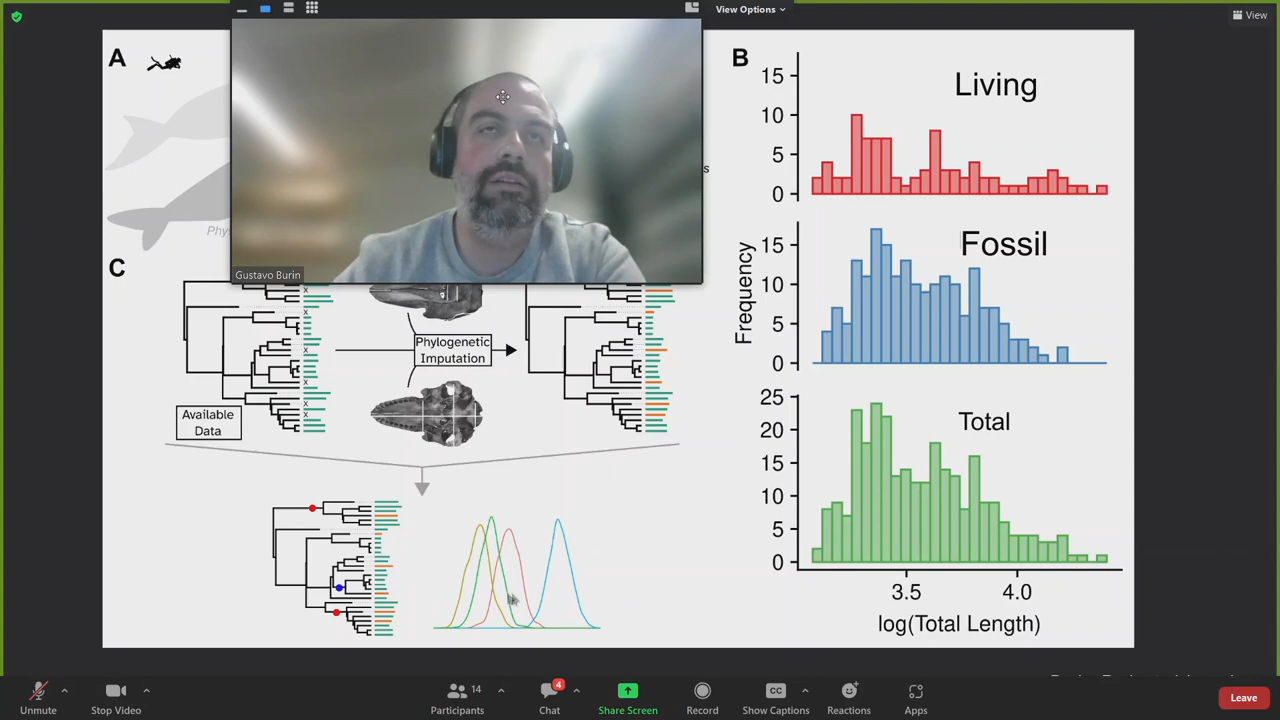 View Options
View
A
Phys
s
Gustavo Burin
C
X
X
X
X
X
X
Available
Data
Phylogenetic
Imputation
B
Living
15
10
5
0
Fossil
15
10
5
0
Frequency
Total
25
20
15
10
5
0
3.5
4.0
log(Total Length)
Unmute
Stop Video
14
Participants
4
Chat
Share Screen
Record
CC
Show Captions
Reactions
Apps
Leave